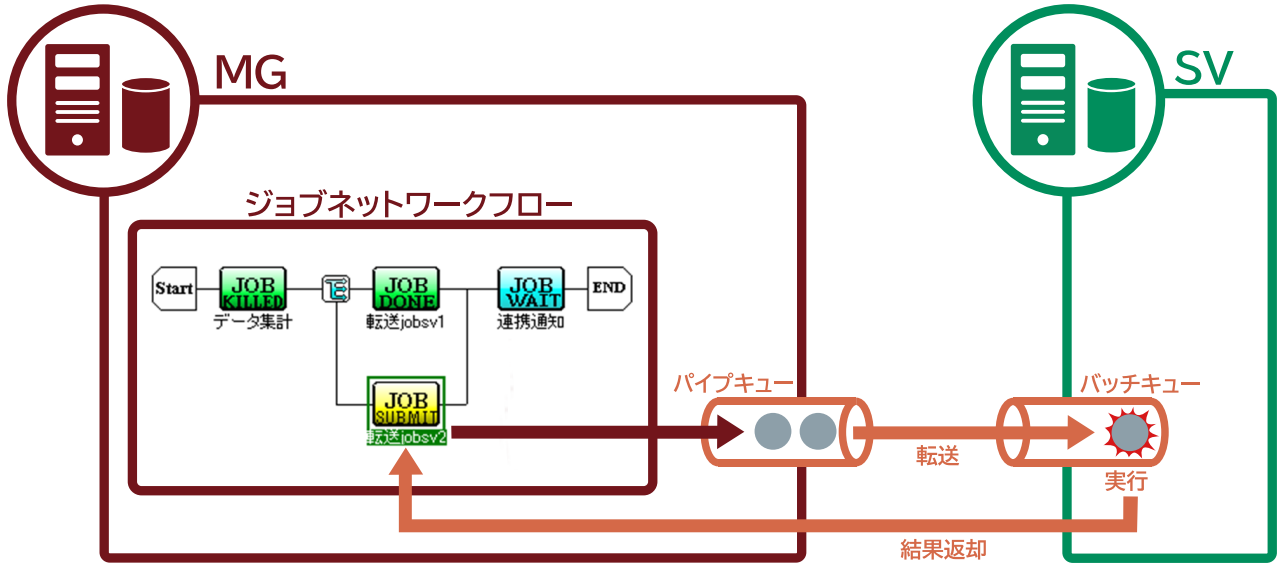 MG
SV
ジョブネットワークフロー
Start
JOB
KILLED
データ集計
JOB
DONE
転送jobsv1
JOB
WAIT
連携通知
END
JOB
SUBMIT
転送jobsv2
パイプキュー
バッチキュー
転送
実行
結果返却